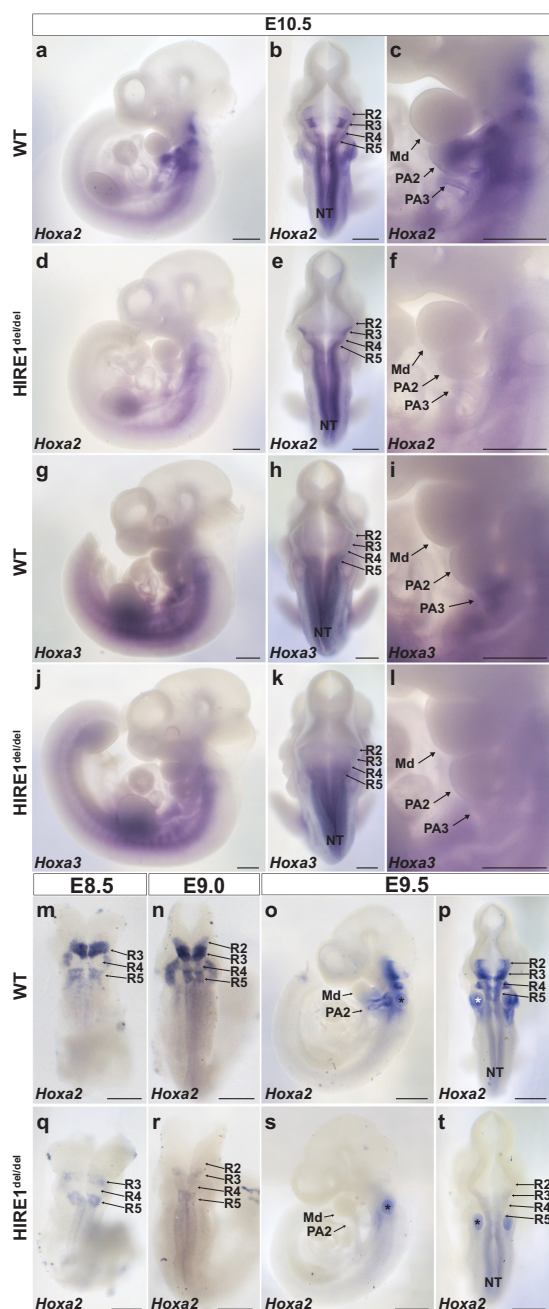 E10.5
a
b
c
WT
R2
R3
R4
R5
Md
PA2
PA3
NT
Hoxa2
Hoxa2
Hoxa2
d
e
f
HIRE1del/del
R2
R3
R4
R5
Md
PA2
PA3
NT
Hoxa2
Hoxa2
Hoxa2
g
h
i
WT
R2
R3
R4
R5
Md
PA2
PA3
NT
Hoxa3
Hoxa3
Hoxa3
j
k
l
HIRE1del/del
R2
R3
R4
R5
Md
PA2
PA3
NT
Hoxa3
Hoxa3
Hoxa3
E8.5
E9.0
E9.5
m
n
o
p
WT
R3
R4
R5
R2
R3
R4
R5
Md
PA2
*
R2
R3
R4
R5
*
NT
Hoxa2
Hoxa2
Hoxa2
Hoxa2
q
r
s
t
HIRE1del/del
R3
R4
R5
R2
R3
R4
R5
Md
PA2
*
R2
R3
R4
R5
*
NT
Hoxa2
Hoxa2
Hoxa2
Hoxa2